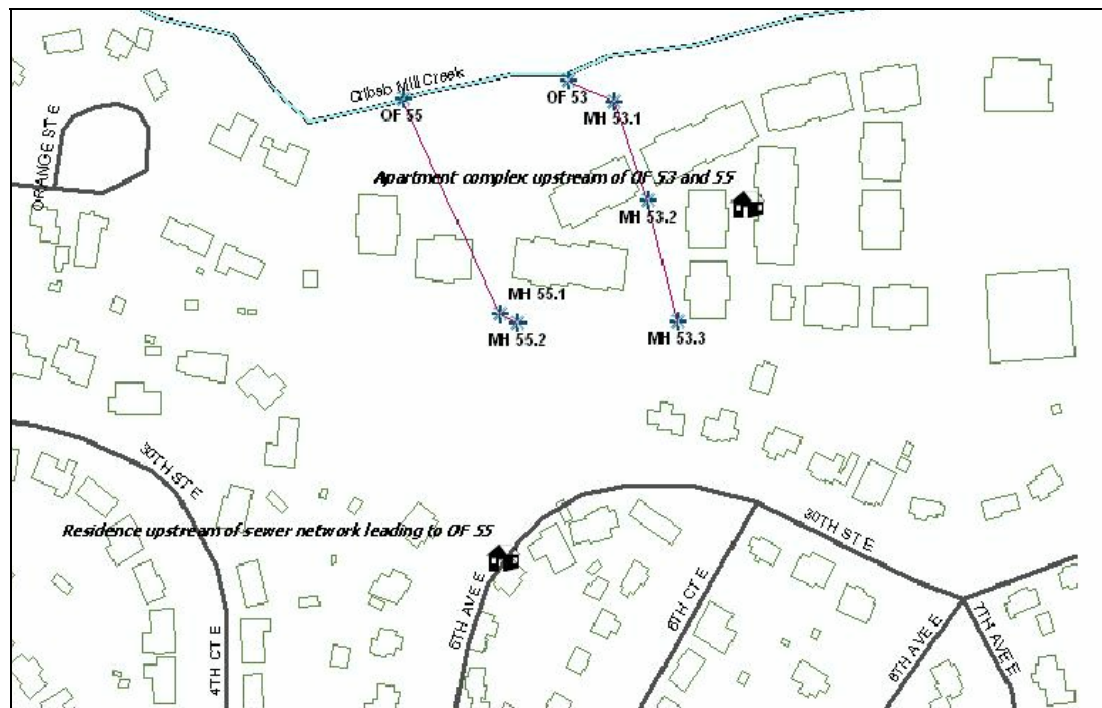 Cribsb Mill Creek
OF 53
OF 55
MH 53.1
ORANGE ST E
Apartment complex upstream of OF 53 and 55
MH 53.2
MH 55.1
MH 55.2
MH 53.3
30TH ST E
Residence upstream of sewer network leading to OF 55
30TH ST E
6TH AVE E
6TH CT E
4TH CT E
6TH AVE E
7TH AVE E